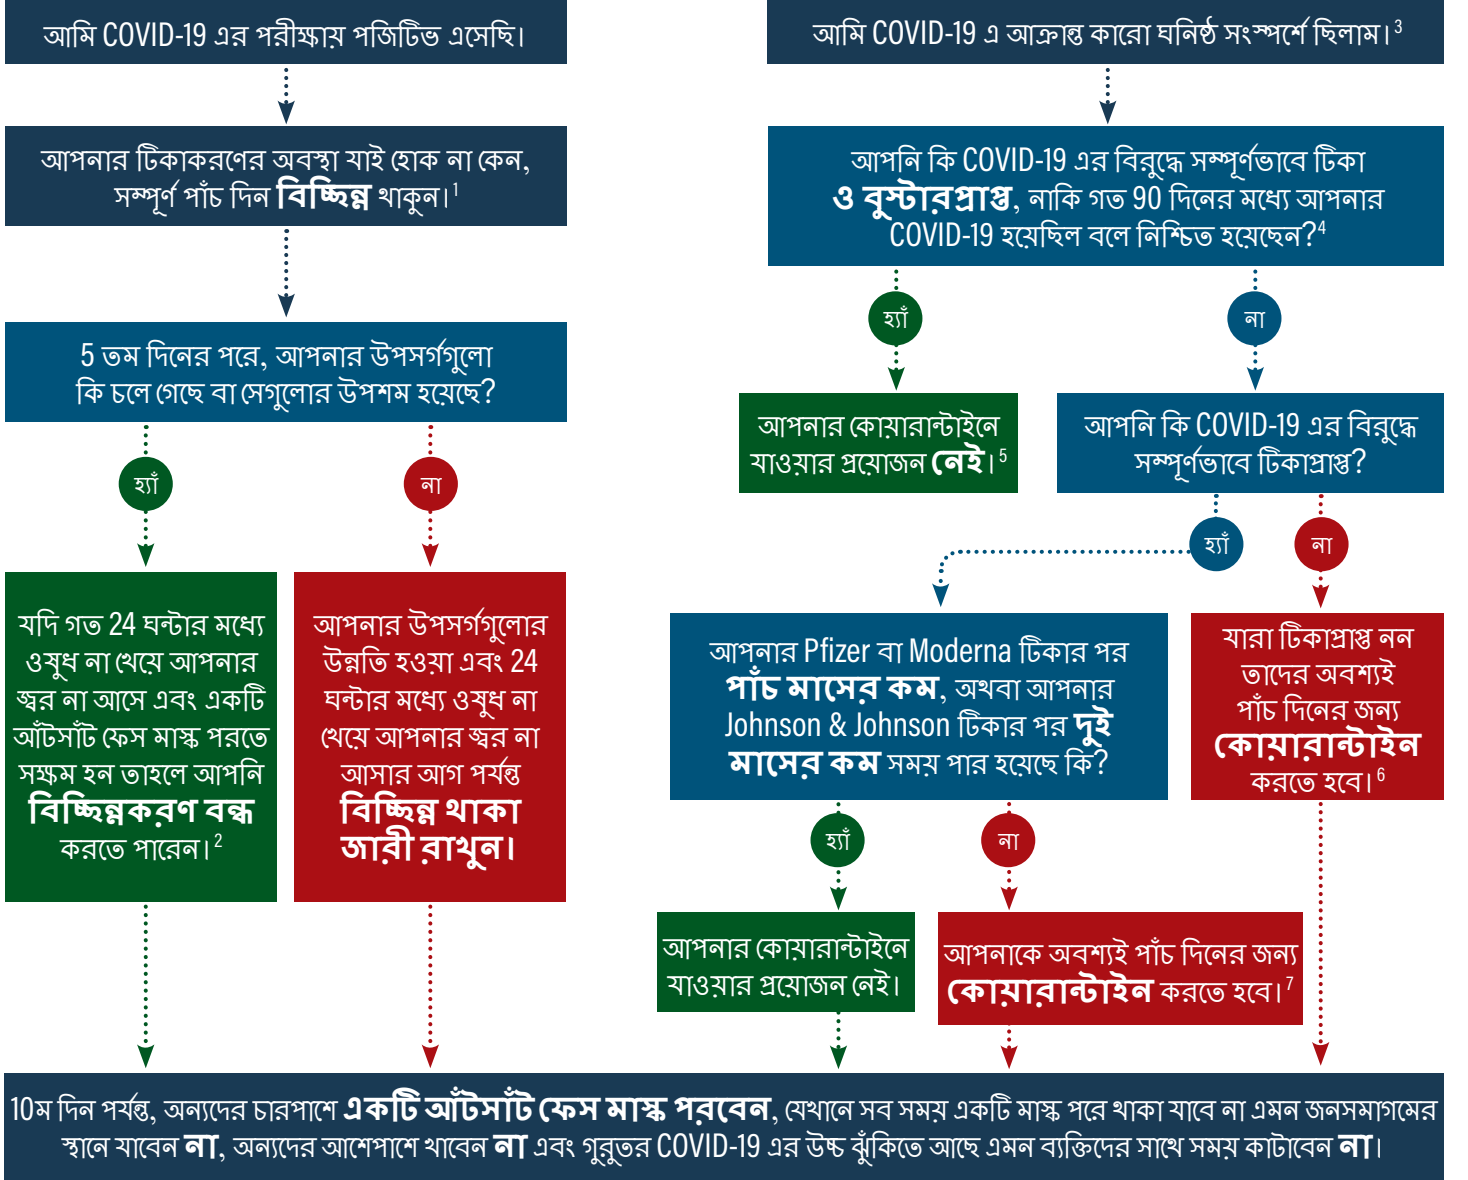 আমি COVID-19 এর পরীক্ষায় পজিটিভ এসেছি।
আপনার টিকাকরণের অবস্থা যাই হোক না কেন,
সম্পূর্ণ পাঁচ দিন বিচ্ছিন্ন থাকুন।1
5 তম দিনের পরে, আপনার উপসর্গগুলো
কি চলে গেছে বা সেগুলোর উপশম হয়েছে?
হ্যাঁ
না
যদি গত 24 ঘন্টার মধ্যে
ওষুধ না খেয়ে আপনার
জ্বর না আসে এবং একটি
আঁটসাঁট ফেস মাস্ক পরতে
সক্ষম হন তাহলে আপনি
বিচ্ছিন্নকরণ বন্ধ
করতে পারেন।2
আপনার উপসর্গগুলোর
উন্নতি হওয়া এবং 24
ঘন্টার মধ্যে ওষুধ না
খেয়ে আপনার জ্বর না
আসার আগ পর্যন্ত
বিচ্ছিন্ন থাকা
জারী রাখুন।
আমি COVID-19 এ আক্রান্ত কারো ঘনিষ্ঠ সংস্পর্শে ছিলাম।3
আপনি কি COVID-19 এর বিরুদ্ধে সম্পূর্ণভাবে টিকা
ও বুস্টারপ্রাপ্ত, নাকি গত 90 দিনের মধ্যে আপনার
COVID-19 হয়েছিল বলে নিশ্চিত হয়েছেন?4
হ্যাঁ
না
আপনার কোয়ারান্টাইনে
যাওয়ার প্রয়োজন নেই।5
আপনি কি COVID-19 এর বিরুদ্ধে
সম্পূর্ণভাবে টিকাপ্রাপ্ত?
হ্যাঁ
না
আপনার Pfizer বা Moderna টিকার পর
পাঁচ মাসের কম, অথবা আপনার
Johnson & Johnson টিকার পর দুই
মাসের কম সময় পার হয়েছে কি?
যারা টিকাপ্রাপ্ত নন
তাদের অবশ্যই
পাঁচ দিনের জন্য
কোয়ারান্টাইন
করতে হবে।6
হ্যাঁ
না
আপনার কোয়ারান্টাইনে
যাওয়ার প্রয়োজন নেই।
আপনাকে অবশ্যই পাঁচ দিনের জন্য
কোয়ারান্টাইন করতে হবে।7
10ম দিন পর্যন্ত, অন্যদের চারপাশে একটি আঁটসাঁট ফেস মাস্ক পরবেন, যেখানে সব সময় একটি মাস্ক পরে থাকা যাবে না এমন জনসমাগমের
স্থানে যাবেন না, অন্যদের আশেপাশে খাবেন না এবং গুরুতর COVID-19 এর উচ্চ ঝুঁকিতে আছে এমন ব্যক্তিদের সাথে সময় কাটাবেন না।